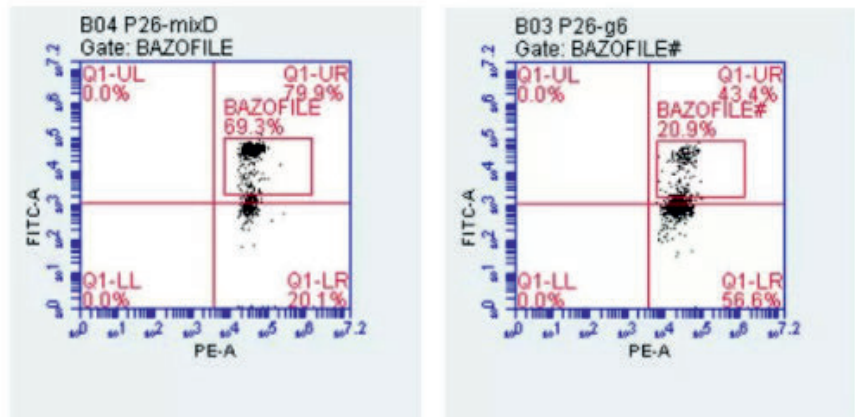 B04 P26-mixD
Gate: BAZOFILE
Q1-UL
0.0%
Q1-UR
79.9%
BAZOFILE
69.3%
Q1-LL
0.0%
Q1-LR
20.1%
FITC-A
PE-A
B03 P26-g6
Gate: BAZOFILE#
Q1-UL
0.0%
Q1-UR
43.4%
BAZOFILE#
20.9%
Q1-LL
0.0%
Q1-LR
56.6%
FITC-A
PE-A